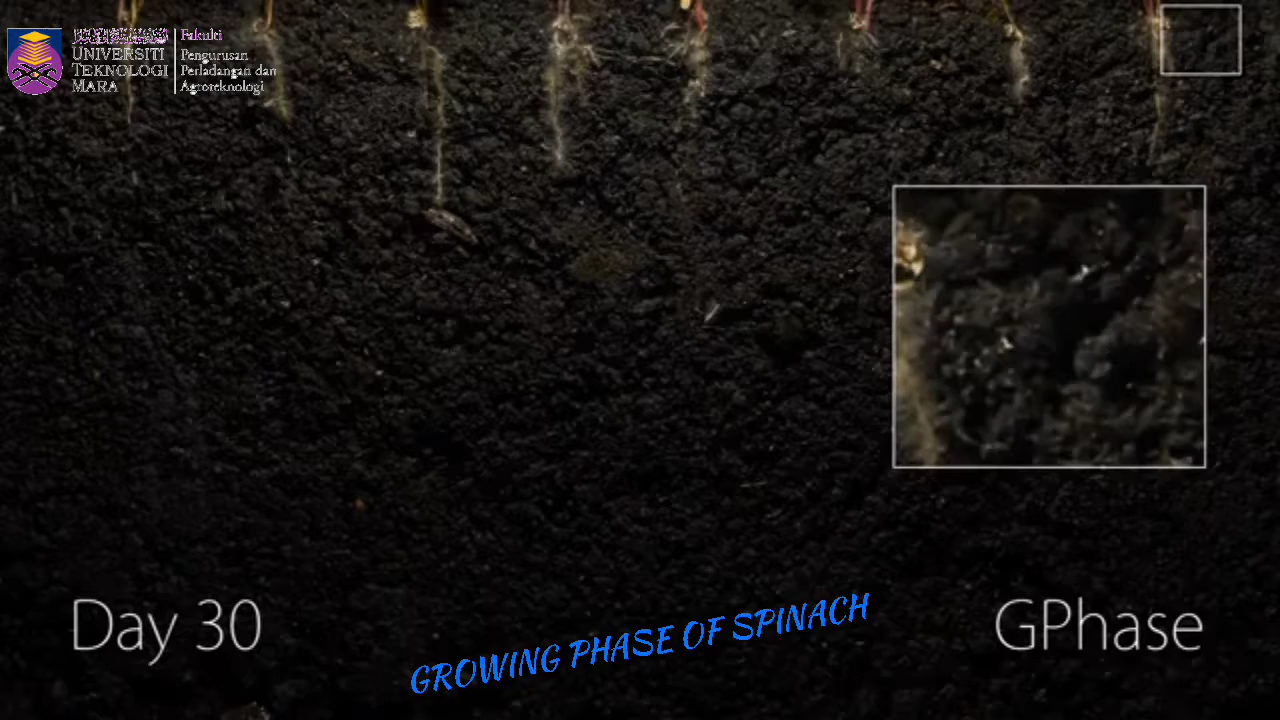 UNIVERSITI
TEKNOLOGI
MARA
Fakulti
Pengurusan
Perladangan dan
Agroteknologi
Day 30
GROWING PHASE OF SPINACH
GPhase